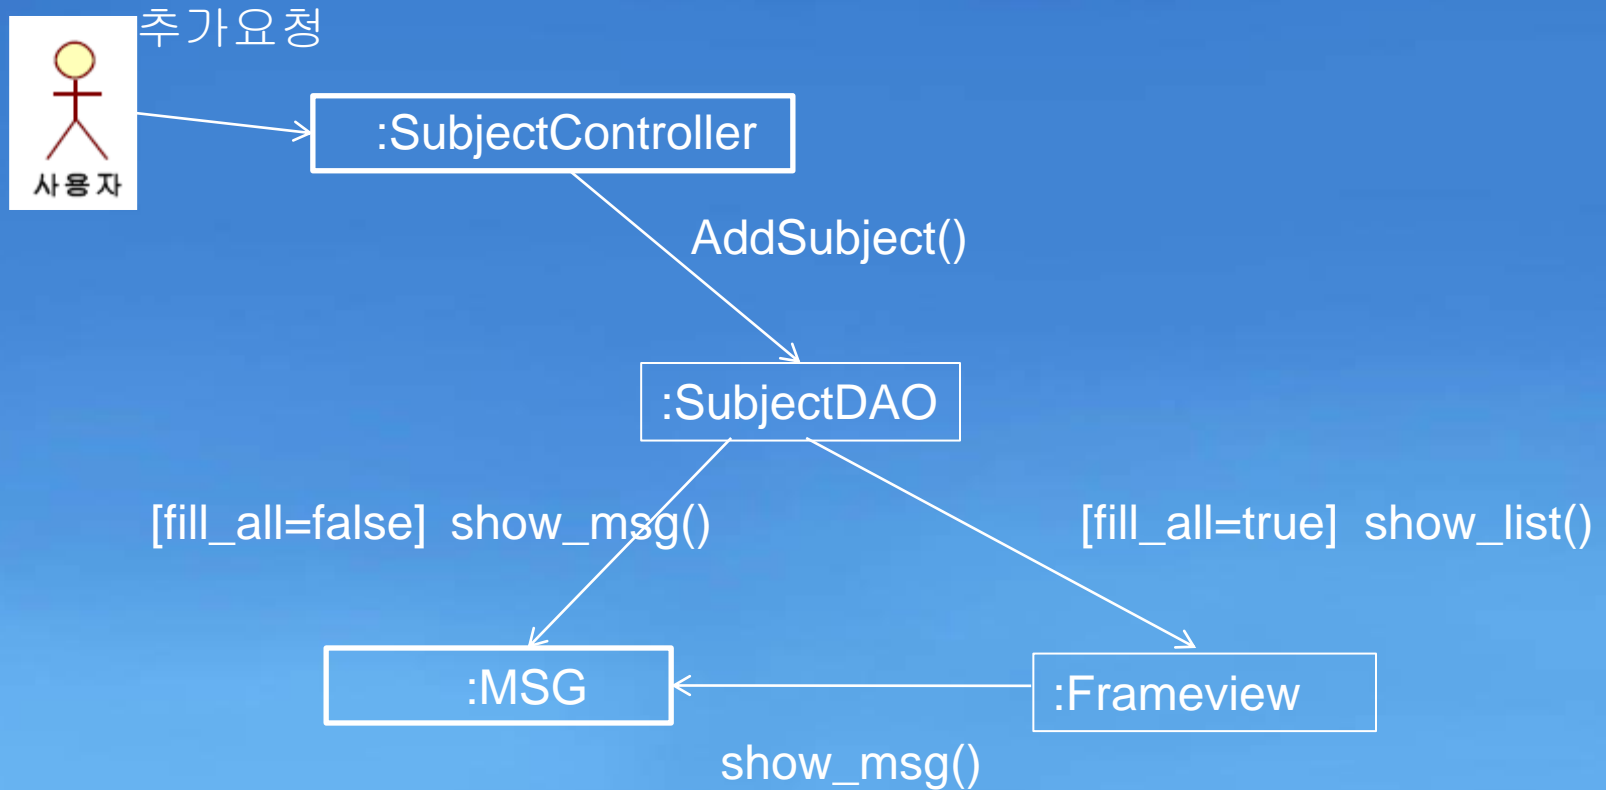 추가요청
사용자
:SubjectController
AddSubject()
:SubjectDAO
[fill_all=false] show_msg()
[fill_all=true] show_list()
:MSG
:Frameview
show_msg()